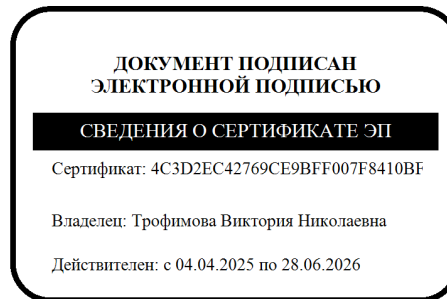 ДОКУМЕНТ ПОДПИСАН
ЭЛЕКТРОННОЙ ПОДПИСЬЮ
СВЕДЕНИЯ О СЕРТИФИКАТЕ ЭП
Сертификат: 4C3D2EC42769CE9BFF007F8410BF
Владелец: Трофимова Виктория Николаевна
Действителен: с 04.04.2025 по 28.06.2026